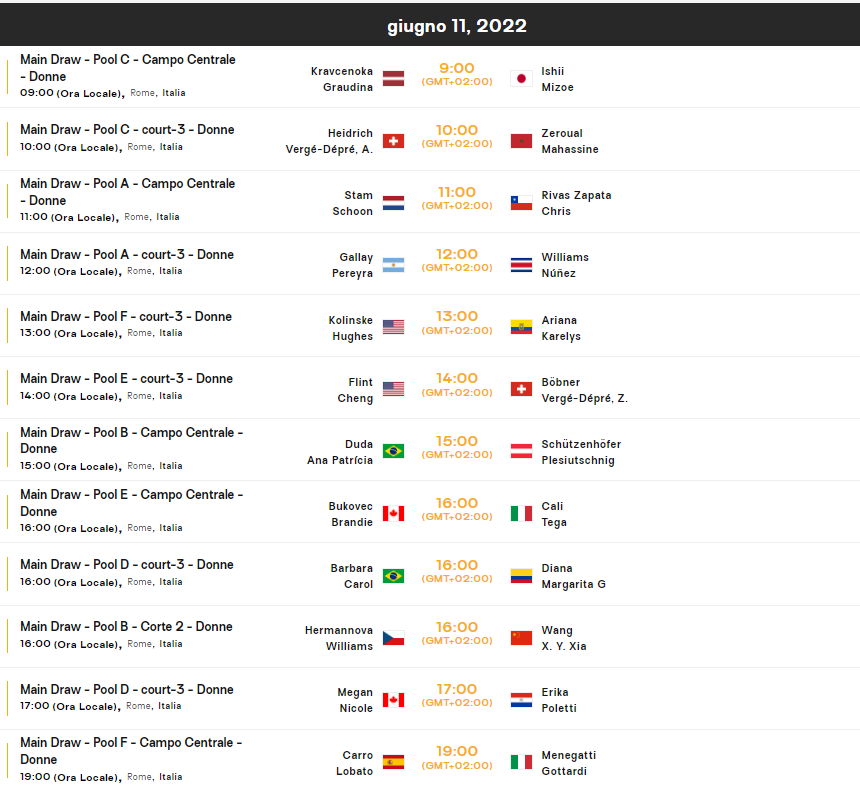 giugno 11, 2022
Main Draw - Pool C - Campo Centrale
- Donne
09:00 (Ora Locale), Rome, Italia
Kravcenoka
Graudina
9:00
(GMT+02:00)
Ishii
Mizoe
Main Draw - Pool C - court-3 - Donne
10:00 (Ora Locale), Rome, Italia
Heidrich
Vergé-Dépré, A.
10:00
(GMT+02:00)
Zeroual
Mahassine
Main Draw - Pool A - Campo Centrale
- Donne
11:00 (Ora Locale), Rome, Italia
Stam
Schoon
11:00
(GMT+02:00)
Rivas Zapata
Chris
Main Draw - Pool A - court-3 - Donne
12:00 (Ora Locale), Rome, Italia
Gallay
Pereyra
12:00
(GMT+02:00)
Williams
Núñez
Main Draw - Pool F - court-3 - Donne
13:00 (Ora Locale), Rome, Italia
Kolinske
Hughes
13:00
(GMT+02:00)
Ariana
Karelys
Main Draw - Pool E - court-3 - Donne
14:00 (Ora Locale), Rome, Italia
Flint
Cheng
14:00
(GMT+02:00)
Böbner
Vergé-Dépré, Z.
Main Draw - Pool B - Campo Centrale -
Donne
15:00 (Ora Locale), Rome, Italia
Duda
Ana Patrícia
15:00
(GMT+02:00)
Schützenhöfer
Plesiutschnig
Main Draw - Pool E - Campo Centrale -
Donne
16:00 (Ora Locale), Rome, Italia
Bukovec
Brandie
16:00
(GMT+02:00)
Cali
Tega
Main Draw - Pool D - court-3 - Donne
16:00 (Ora Locale), Rome, Italia
Barbara
Carol
16:00
(GMT+02:00)
Diana
Margarita G
Main Draw - Pool B - Corte 2 - Donne
16:00 (Ora Locale), Rome, Italia
Hermannova
Williams
16:00
(GMT+02:00)
Wang
X. Y. Xia
Main Draw - Pool D - court-3 - Donne
17:00 (Ora Locale), Rome, Italia
Megan
Nicole
17:00
(GMT+02:00)
Erika
Poletti
Main Draw - Pool F - Campo Centrale -
Donne
19:00 (Ora Locale), Rome, Italia
Carro
Lobato
19:00
(GMT+02:00)
Menegatti
Gottardi